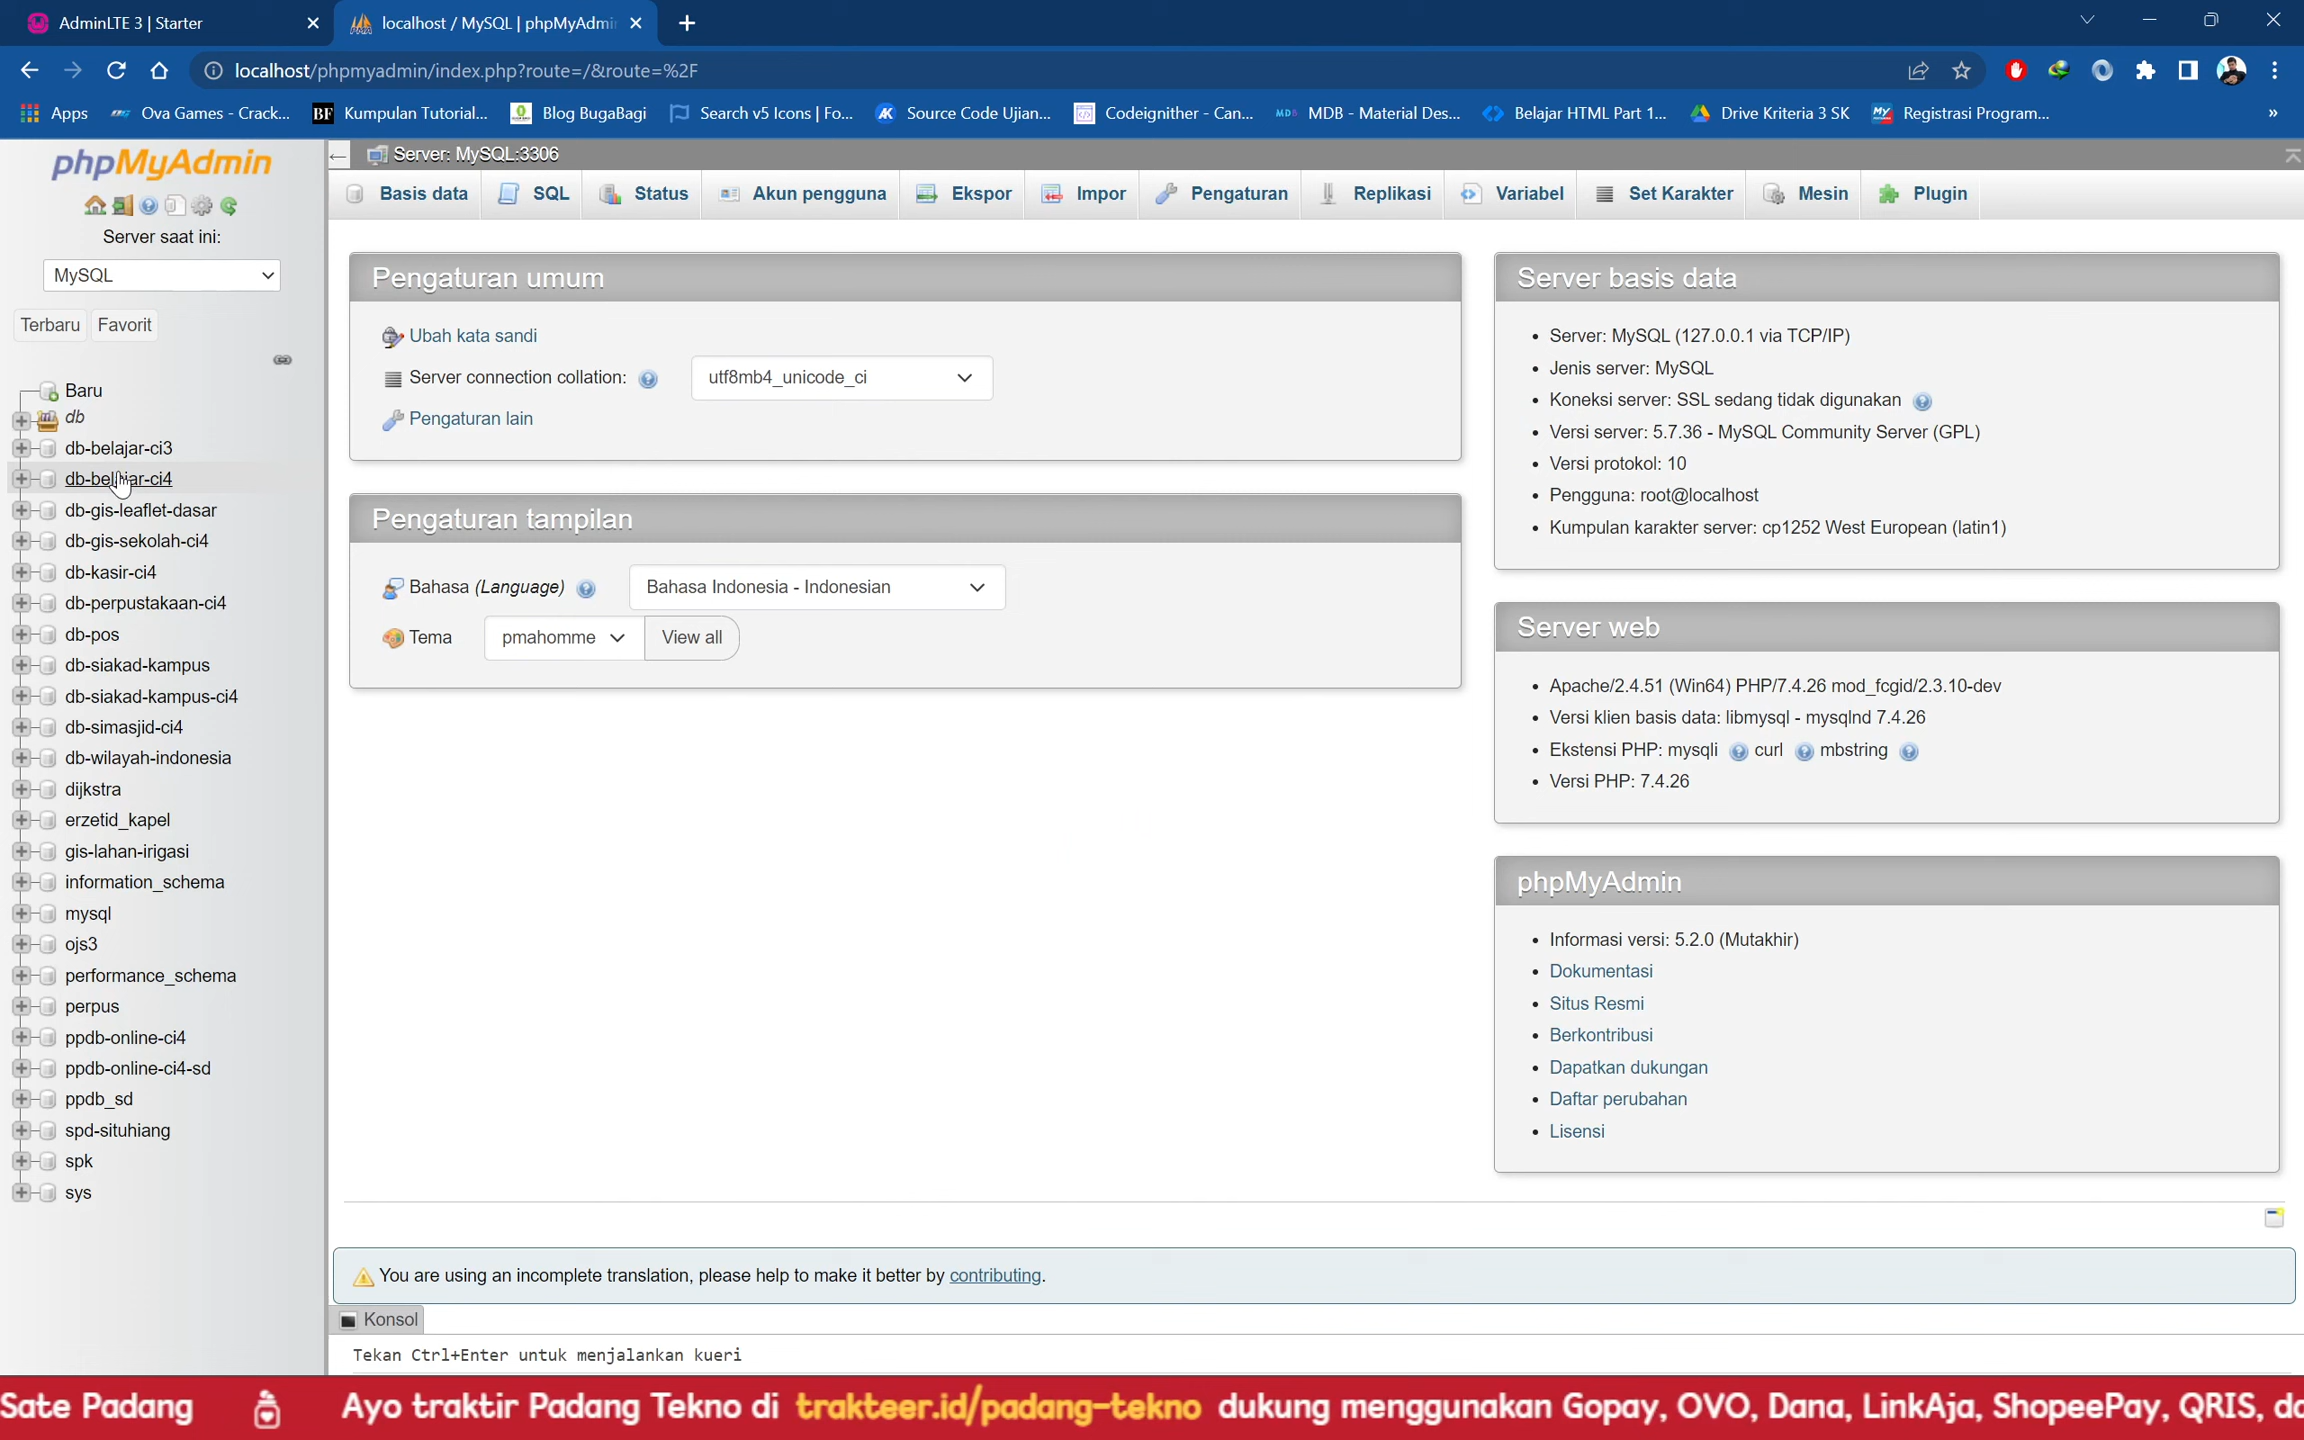 AdminLTE 3 | Starter
localhost / MySQL | phpMyAdmin
localhost/phpmyadmin/index.php?route=/&route=%2F
Apps
Ova Games - Crack...
BF Kumpulan Tutorial...
Blog BugaBagi
Search v5 Icons | Fo...
AK Source Code Ujian...
Codeignither - Can...
MDB MDB - Material Des...
Belajar HTML Part 1...
Drive Kriteria 3 SK
My Registrasi Program...
»
phpMyAdmin
Server saat ini:
MySQL
Terbaru Favorit
Baru
db
db-belajar-ci3
db-belajar-ci4
db-gis-leaflet-dasar
db-gis-sekolah-ci4
db-kasir-ci4
db-perpustakaan-ci4
db-pos
db-siakad-kampus
db-siakad-kampus-ci4
db-simasjid-ci4
db-wilayah-indonesia
dijkstra
erzetid_kapel
gis-lahan-irigasi
information_schema
mysql
ojs3
performance_schema
perpus
ppdb-online-ci4
ppdb-online-ci4-sd
ppdb_sd
spd-situhiang
spk
sys
Server: MySQL:3306
Basis data SQL Status Akun pengguna Ekspor Impor Pengaturan Replikasi Variabel Set Karakter Mesin Plugin
Pengaturan umum
Ubah kata sandi
Server connection collation: utf8mb4_unicode_ci
Pengaturan lain
Pengaturan tampilan
Bahasa (Language) Bahasa Indonesia - Indonesian
Tema pmahomme View all
Server basis data
• Server: MySQL (127.0.0.1 via TCP/IP)
• Jenis server: MySQL
• Koneksi server: SSL sedang tidak digunakan
• Versi server: 5.7.36 - MySQL Community Server (GPL)
• Versi protokol: 10
• Pengguna: root@localhost
• Kumpulan karakter server: cp1252 West European (latin1)
Server web
• Apache/2.4.51 (Win64) PHP/7.4.26 mod_fcgid/2.3.10-dev
• Versi klien basis data: libmysql - mysqlnd 7.4.26
• Ekstensi PHP: mysqli curl mbstring
• Versi PHP: 7.4.26
phpMyAdmin
• Informasi versi: 5.2.0 (Mutakhir)
• Dokumentasi
• Situs Resmi
• Berkontribusi
• Dapatkan dukungan
• Daftar perubahan
• Lisensi
You are using an incomplete translation, please help to make it better by contributing.
Konsol
Tekan Ctrl+Enter untuk menjalankan kueri
Sate Padang Ayo traktir Padang Tekno di trakteer.id/padang-tekno dukung menggunakan Gopay, OVO, Dana, LinkAja, ShopeePay, QRIS,